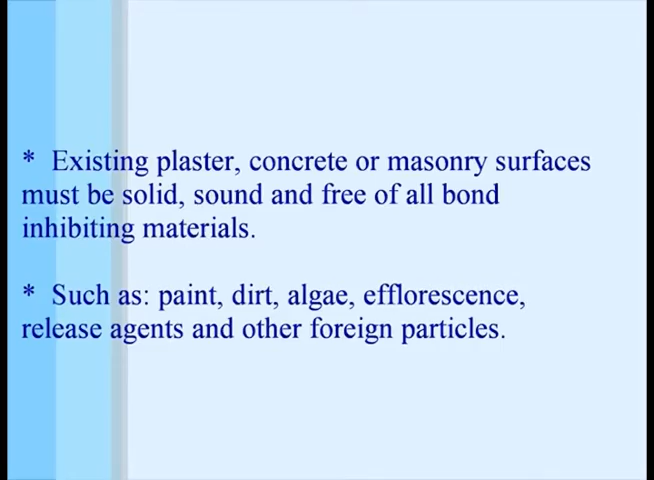 * Existing plaster, concrete or masonry surfaces
must be solid, sound and free of all bond
inhibiting materials.
* Such as: paint, dirt, algae, efflorescence,
release agents and other foreign particles.